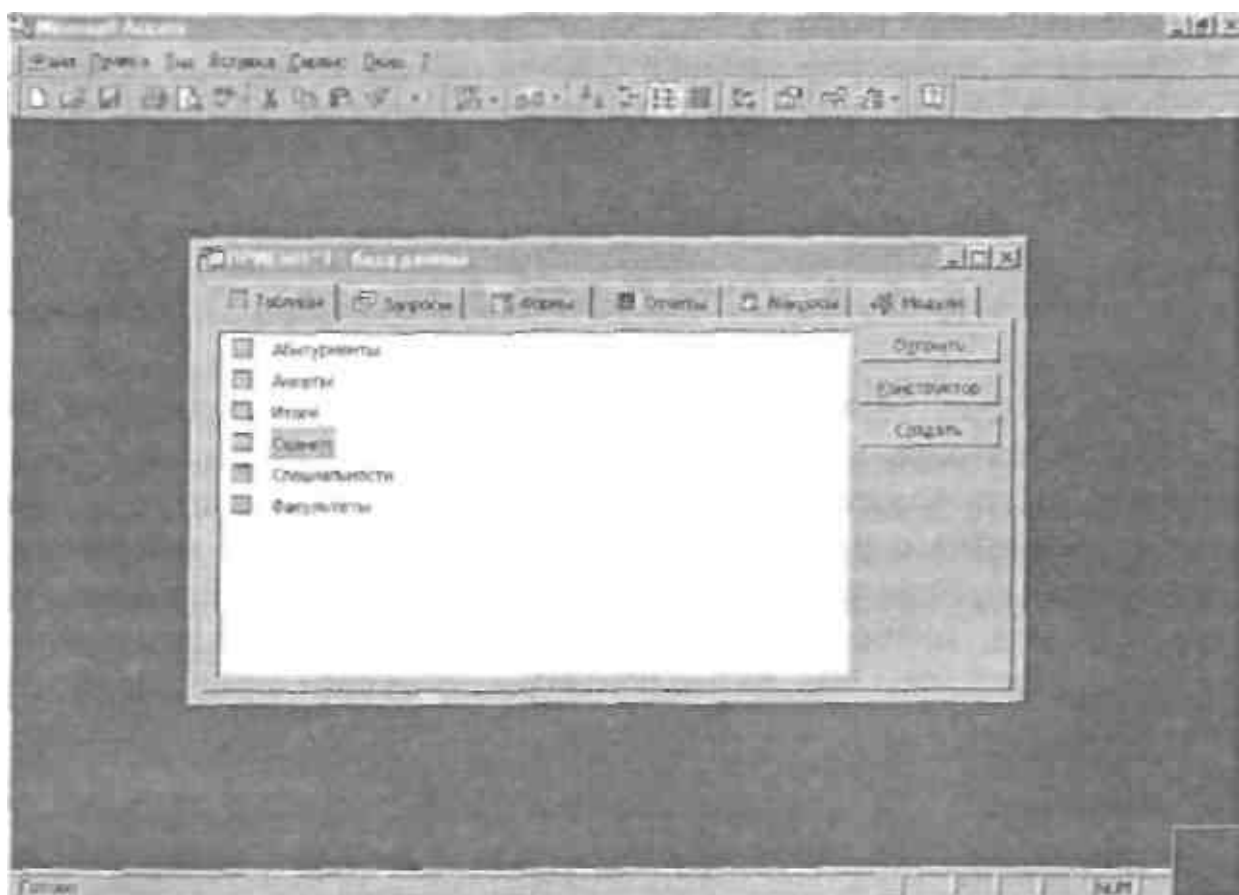 Microsoft Access
Файл Правка Вид Вставка Сервис Окно ?
база данных
Таблицы Запросы Формы Отчеты Макросы Модули
Абитуриенты
Анкеты
Итоги
Оценки
Специальности
Факультеты
Открыть
Конструктор
Создать
Готово
NUM